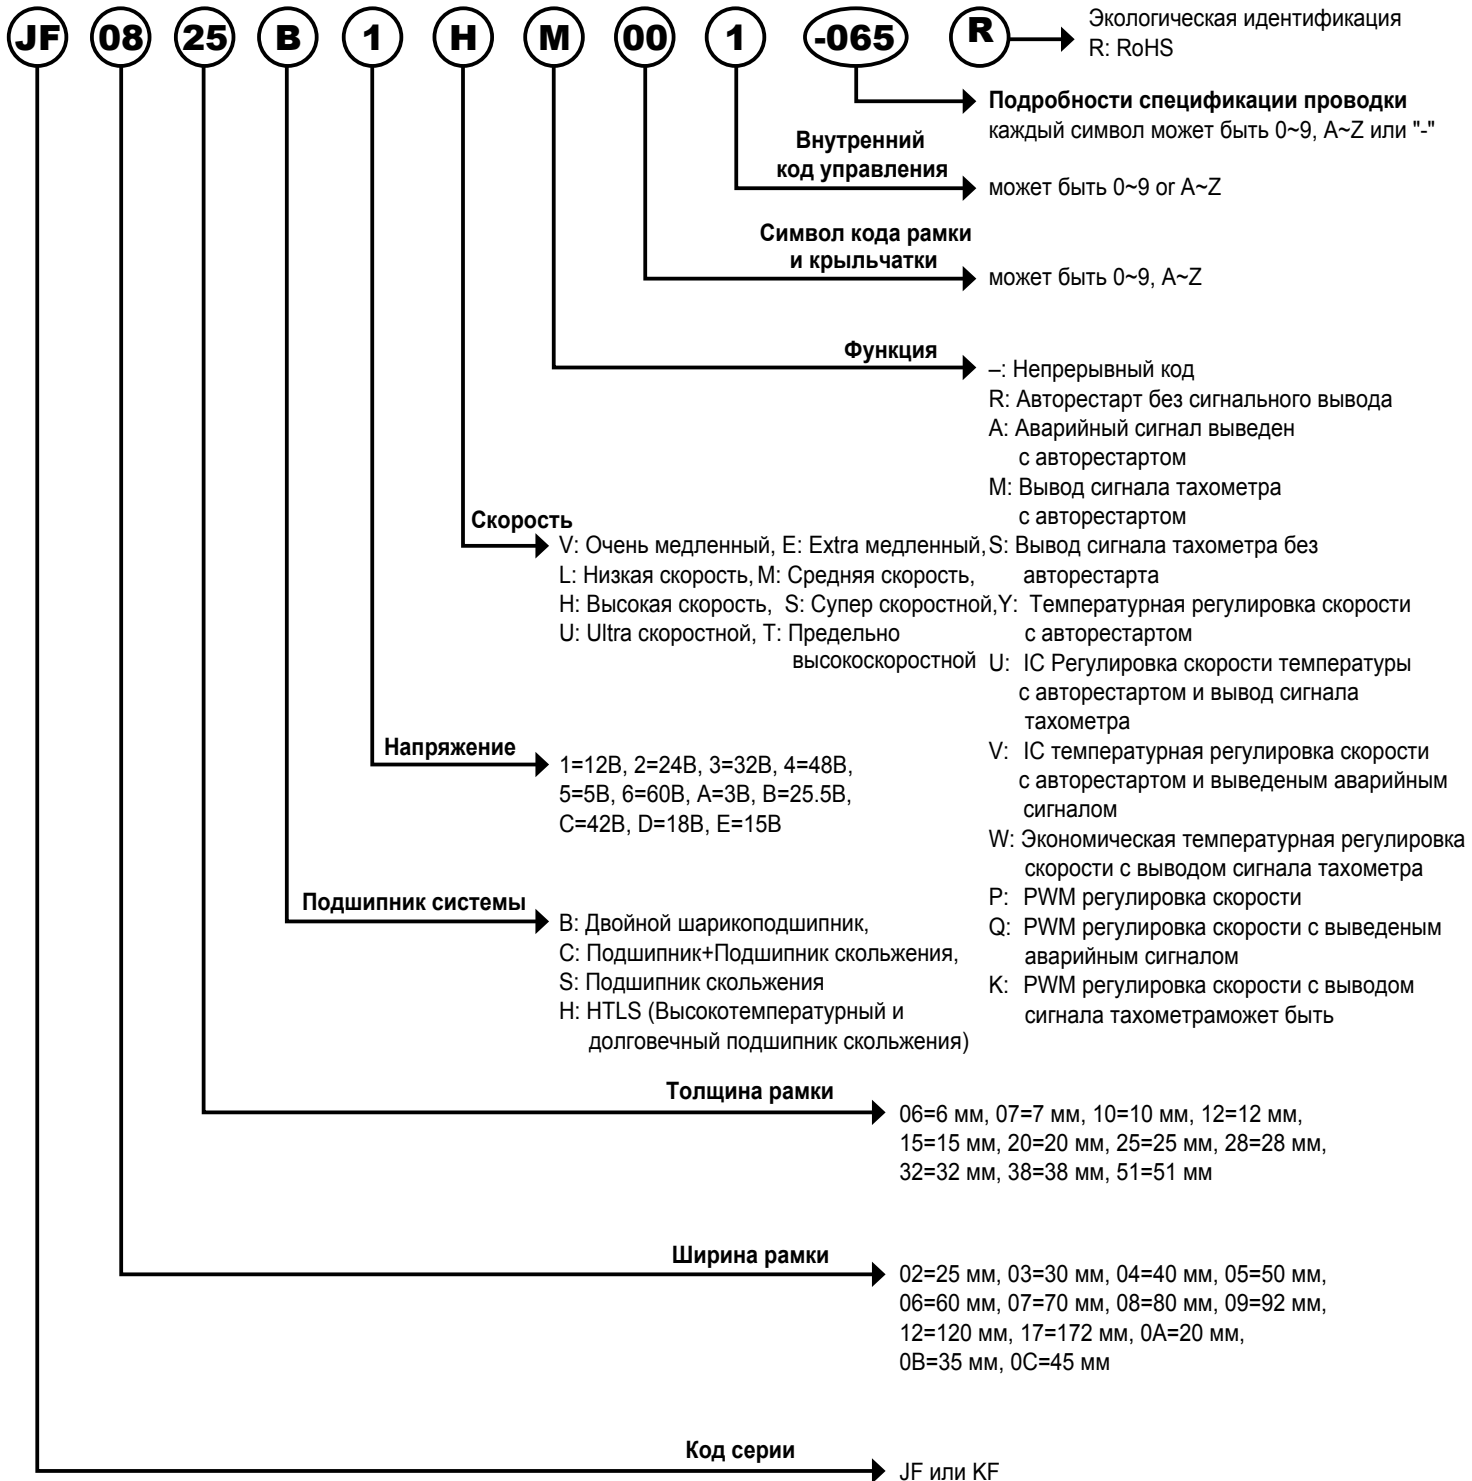 JF 08 25 B 1 H M 00 1 -065 R
Экологическая идентификация
R: RoHS
Подробности спецификации проводки
каждый символ может быть 0~9, A~Z или "-"
Внутренний
код управления
может быть 0~9 or A~Z
Символ кода рамки
и крыльчатки
может быть 0~9, A~Z
Функция
–: Непрерывный код
R: Авторестарт без сигнального вывода
A: Аварийный сигнал выведен
с авторестартом
M: Вывод сигнала тахометра
с авторестартом
S: Вывод сигнала тахометра без
авторестарта
Y: Температурная регулировка скорости
с авторестартом
U: IC Регулировка скорости температуры
с авторестартом и вывод сигнала
тахометра
V: IC температурная регулировка скорости
с авторестартом и выведеным аварийным
сигналом
W: Экономическая температурная регулировка
скорости с выводом сигнала тахометра
P: PWM регулировка скорости
Q: PWM регулировка скорости с выведеным
аварийным сигналом
K: PWM регулировка скорости с выводом
сигнала тахометраможет быть
Скорость
V: Очень медленный, E: Extra медленный,
L: Низкая скорость, M: Средняя скорость,
H: Высокая скорость, S: Супер скоростной,
U: Ultra скоростной, T: Предельно
высокоскоростной
Напряжение
1=12В, 2=24В, 3=32В, 4=48В,
5=5В, 6=60В, A=3В, B=25.5В,
C=42В, D=18В, E=15В
Подшипник системы
B: Двойной шарикоподшипник,
C: Подшипник+Подшипник скольжения,
S: Подшипник скольжения
H: HTLS (Высокотемпературный и
долговечный подшипник скольжения)
Толщина рамки
06=6 мм, 07=7 мм, 10=10 мм, 12=12 мм,
15=15 мм, 20=20 мм, 25=25 мм, 28=28 мм,
32=32 мм, 38=38 мм, 51=51 мм
Ширина рамки
02=25 мм, 03=30 мм, 04=40 мм, 05=50 мм,
06=60 мм, 07=70 мм, 08=80 мм, 09=92 мм,
12=120 мм, 17=172 мм, 0A=20 мм,
0B=35 мм, 0C=45 мм
Код серии
JF или KF